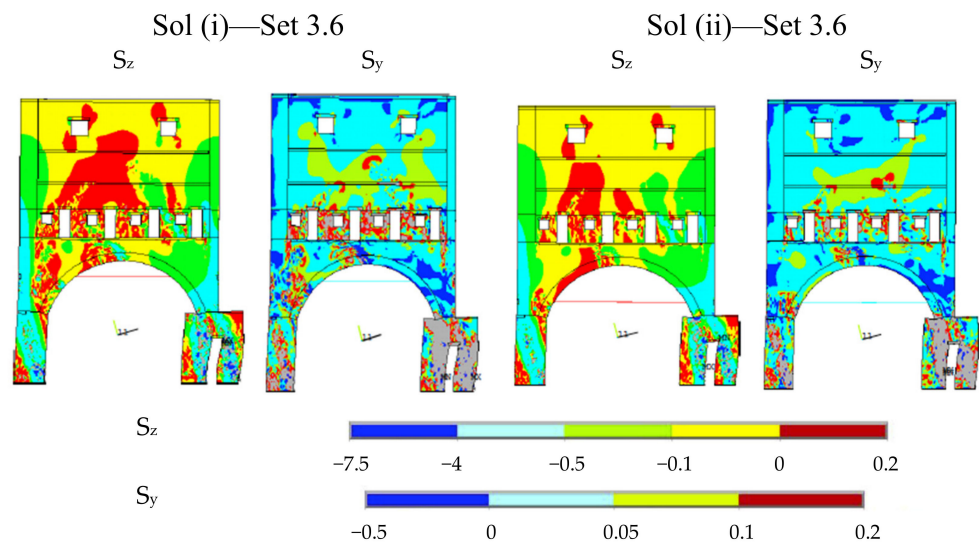 Sol (i)—Set 3.6 Sol (ii)—Set 3.6
Sz Sy Sz Sy
Sz
−7.5 −4 −0.5 −0.1 0 0.2
Sy
−0.5 0 0.05 0.1 0.2